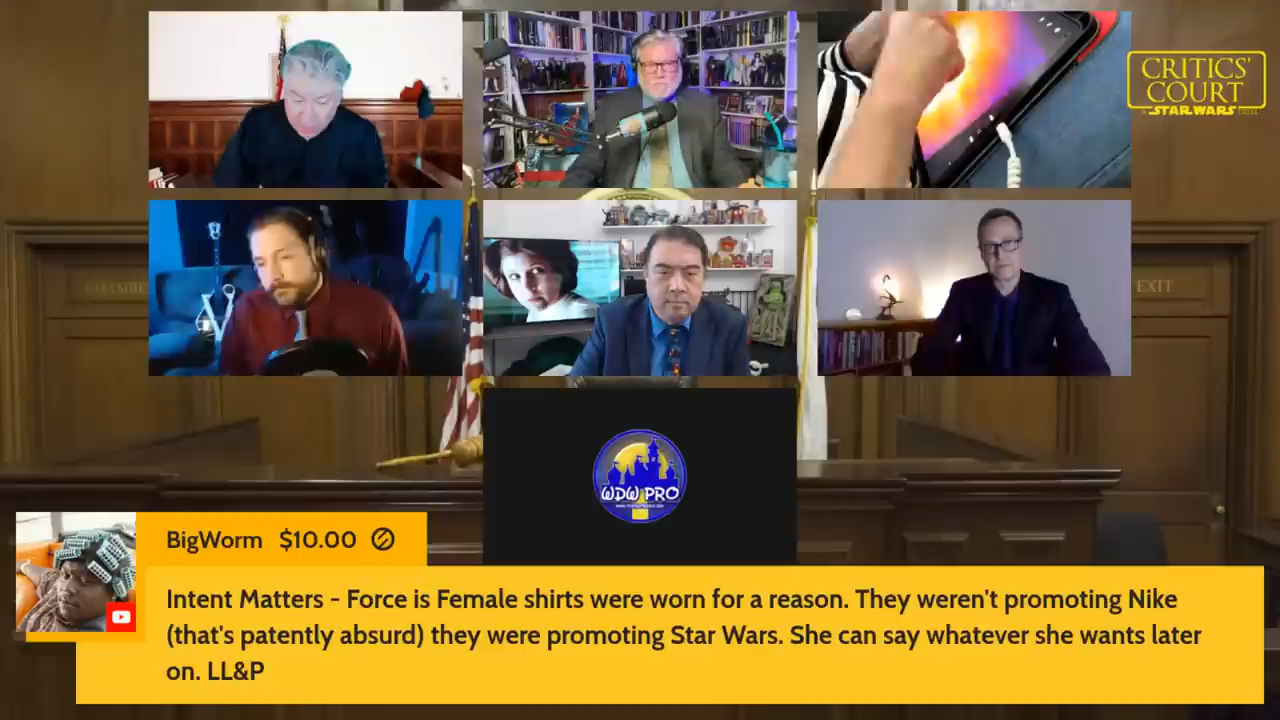 CRITICS'
COURT
A STAR WARS TRIAL
EXIT
WDW PRO
BigWorm $10.00
Intent Matters - Force is Female shirts were worn for a reason. They weren't promoting Nike
(that's patently absurd) they were promoting Star Wars. She can say whatever she wants later
on. LL&P